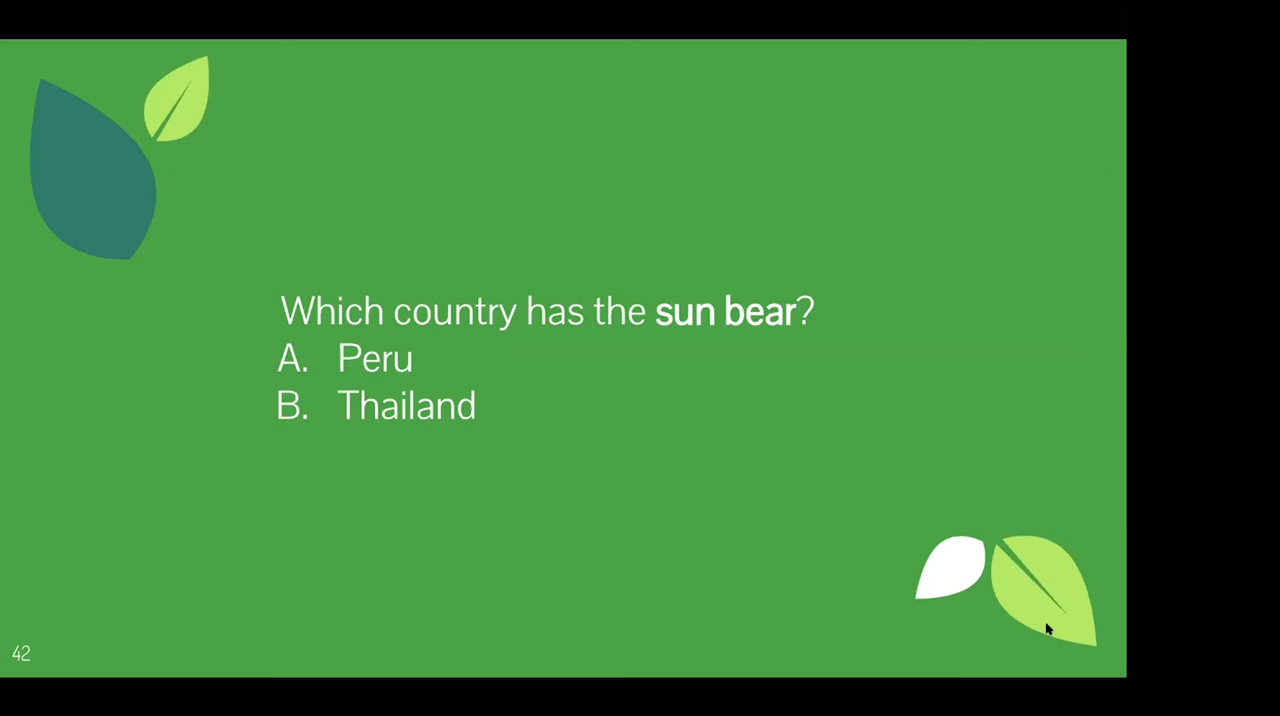 Which country has the sun bear?
A. Peru
B. Thailand
42